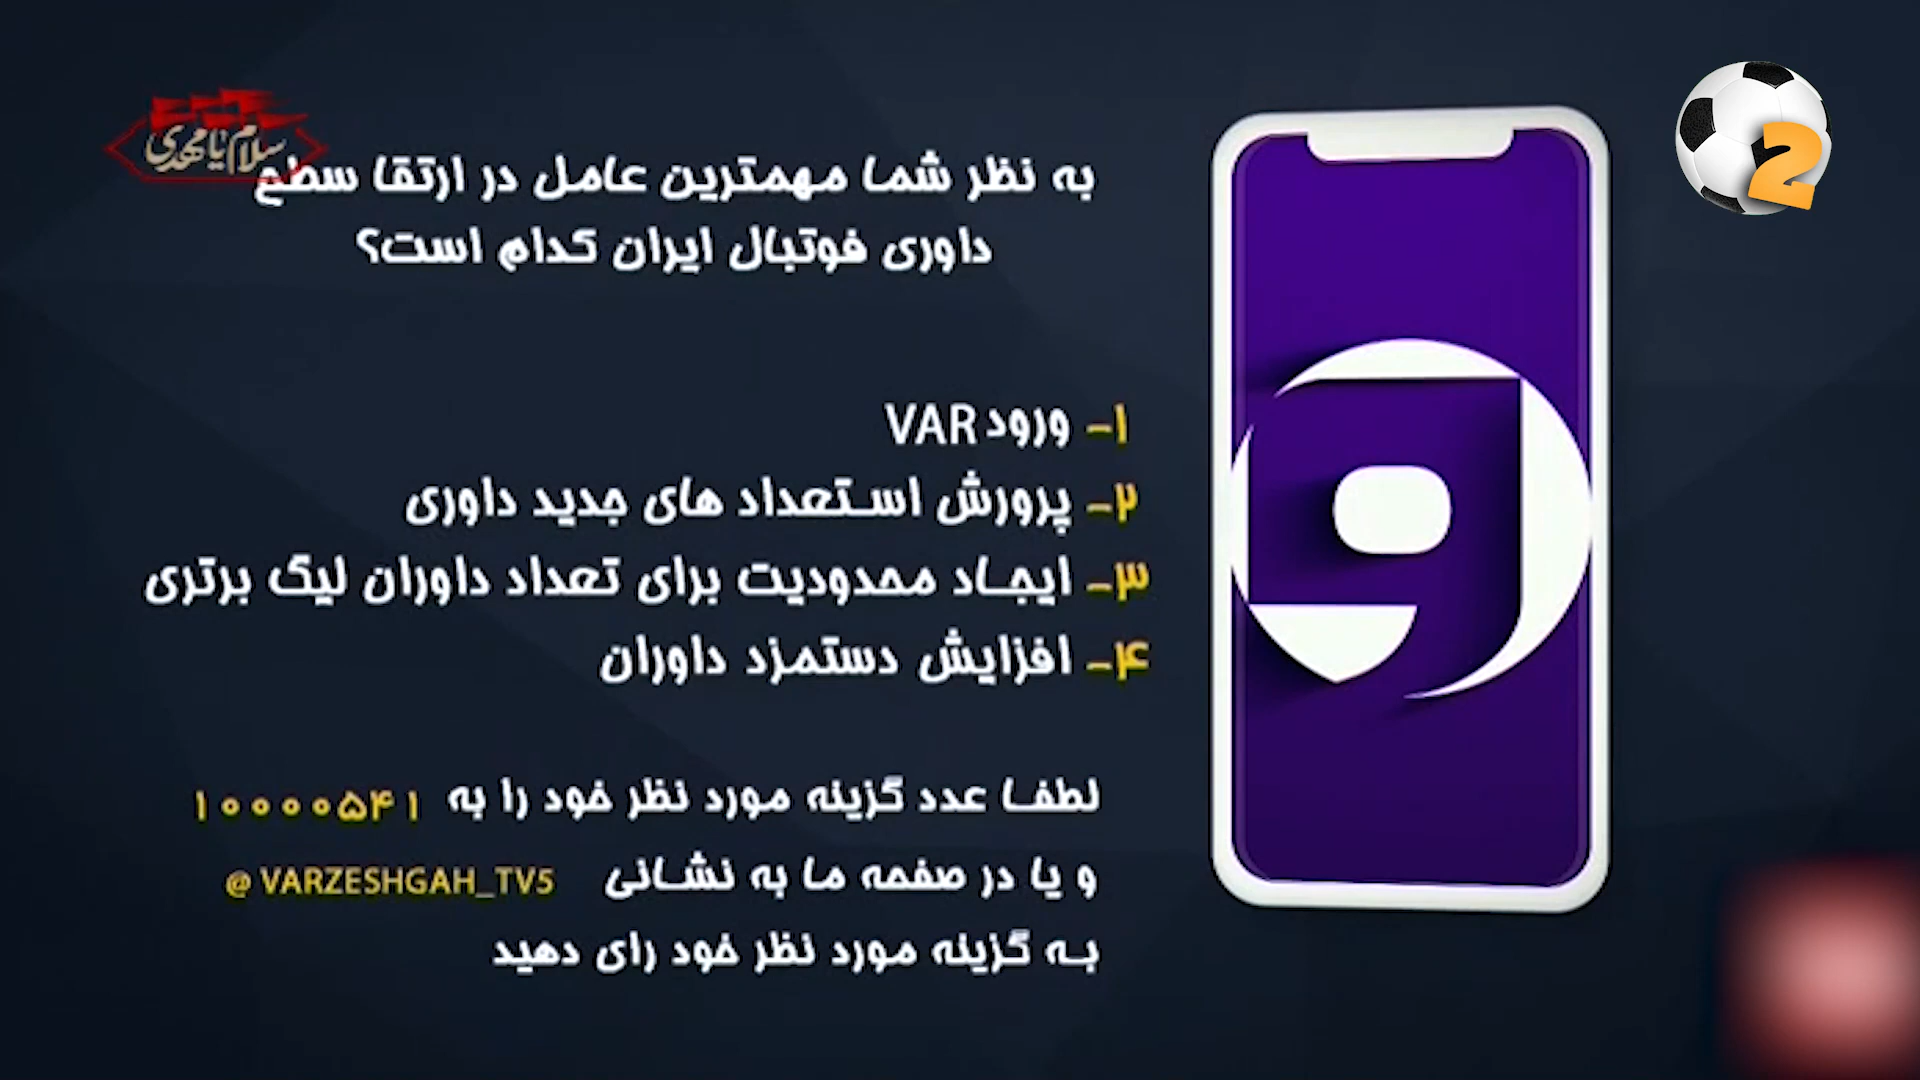 سلام یا مهدی
2
به نظر شما مهمترین عامل در ارتقا سطح
داوری فوتبال ایران کدام است؟
۱- ورود VAR
۲- پرورش استعداد های جدید داوری
۳- ایجاد محدودیت برای تعداد داوران لیگ برتری
۴- افزایش دستمزد داوران
لطفا عدد گزینه مورد نظر خود را به ۱۰۰۰۰۵۴۱
و یا در صفحه ما به نشانی @VARZESHGAH_TV5
به گزینه مورد نظر خود رای دهید